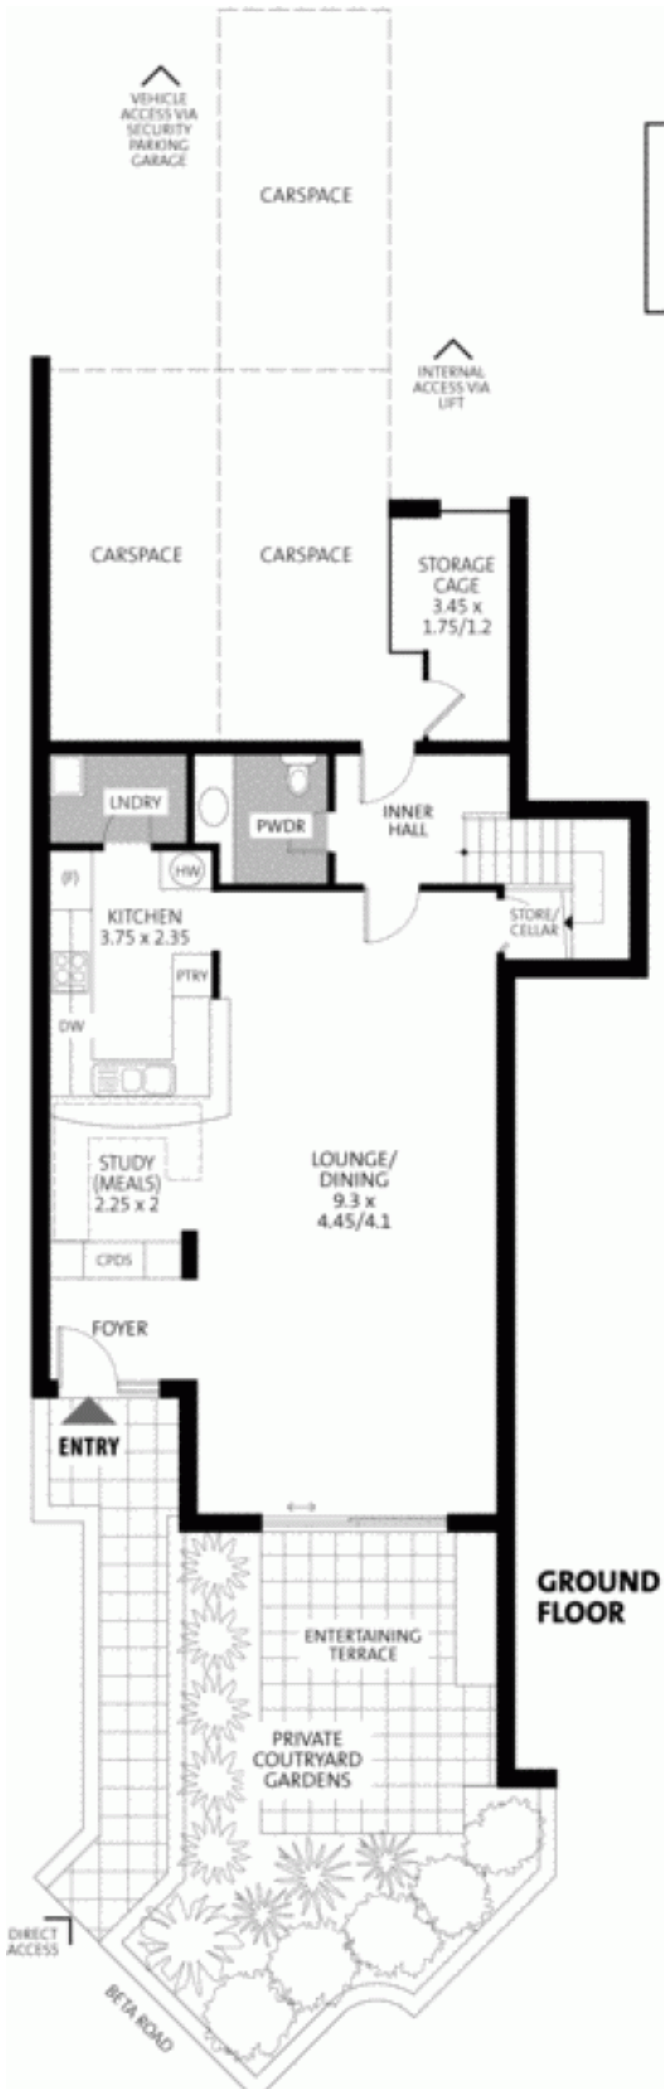 VEHICLE
ACCESS VIA
SECURITY
PARKING
GARAGE
CARSPACE
INTERNAL
ACCESS VIA
LIFT
CARSPACE
CARSPACE
STORAGE
CAGE
3.45 x
1.75/1.2
LNDRY
PWDR
INNER
HALL
(F)
HW
KITCHEN
3.75 x 2.35
STORE/
CELLAR
PTRY
DW
STUDY
(MEALS)
2.25 x 2
LOUNGE/
DINING
9.3 x
4.45/4.1
CPDS
FOYER
ENTRY
GROUND
FLOOR
ENTERTAINING
TERRACE
PRIVATE
COUTRYARD
GARDENS
DIRECT
ACCESS
BETA ROAD